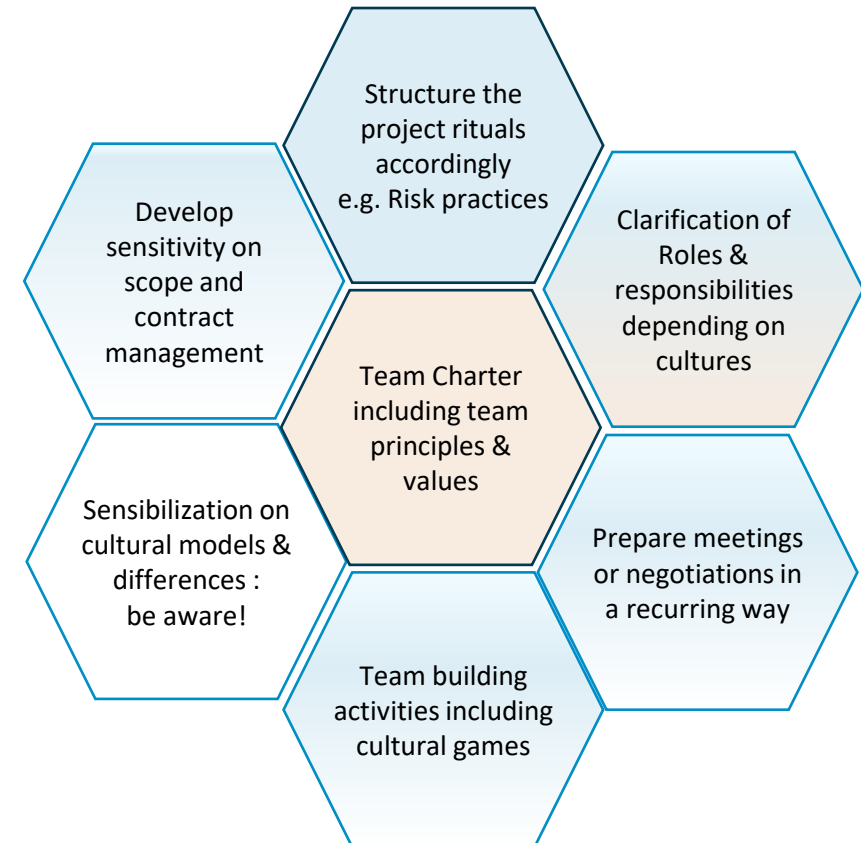 Structure the
project rituals
accordingly
e.g. Risk practices
Develop
sensitivity on
scope and
contract
management
Clarification of
Roles &
responsibilities
depending on
cultures
Team Charter
including team
principles &
values
Sensibilization on
cultural models &
differences :
be aware!
Prepare meetings
or negotiations in
a recurring way
Team building
activities including
cultural games